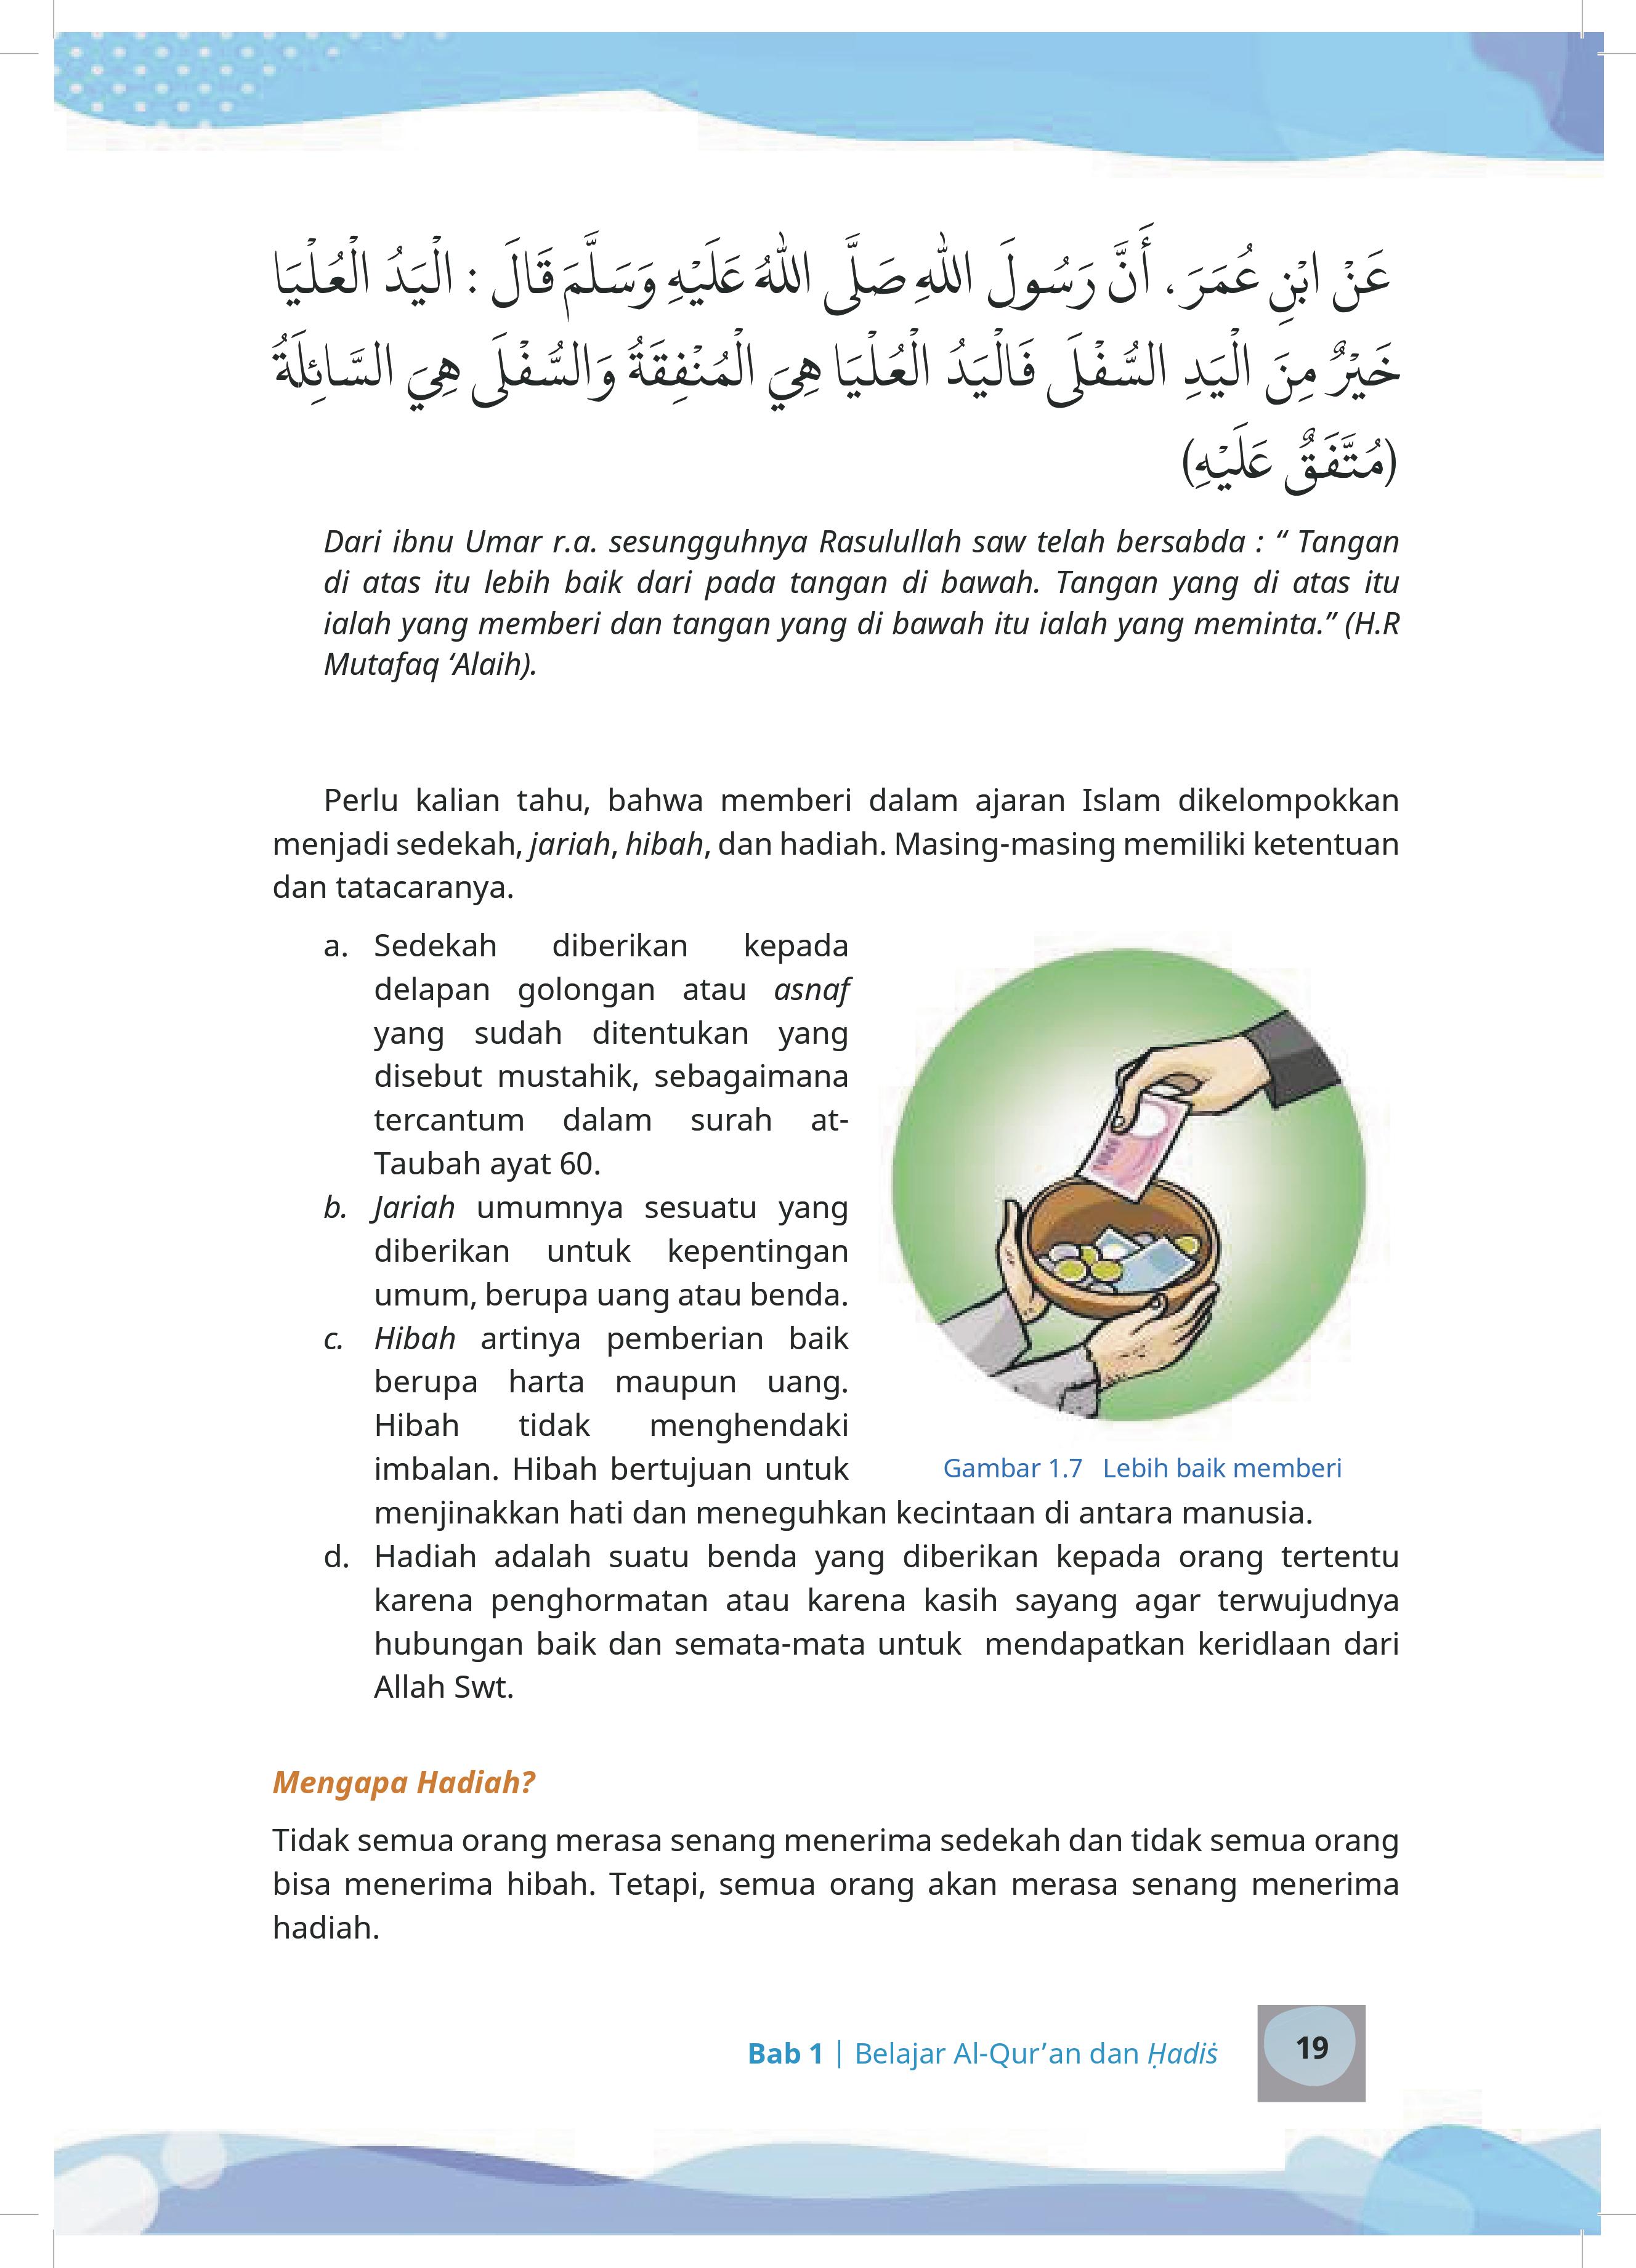 عَنْ ابْنِ عُمَرَ، أَنَّ رَسُولَ اللهِ صَلَّى اللهُ عَلَيْهِ وَسَلَّمَ قَالَ : الْيَدُ الْعُلْيَا
خَيْرٌ مِنَ الْيَدِ السُّفْلَى فَالْيَدُ الْعُلْيَا هِيَ الْمُنْفِقَةُ وَالسُّفْلَى هِيَ السَّائِلَةُ
(مُتَّفَقٌ عَلَيْهِ)
Dari ibnu Umar r.a. sesungguhnya Rasulullah saw telah bersabda : “ Tangan
di atas itu lebih baik dari pada tangan di bawah. Tangan yang di atas itu
ialah yang memberi dan tangan yang di bawah itu ialah yang meminta.” (H.R
Mutafaq ‘Alaih).
Perlu kalian tahu, bahwa memberi dalam ajaran Islam dikelompokkan
menjadi sedekah, jariah, hibah, dan hadiah. Masing-masing memiliki ketentuan
dan tatacaranya.
a. Sedekah diberikan kepada
delapan golongan atau asnaf
yang sudah ditentukan yang
disebut mustahik, sebagaimana
tercantum dalam surah at-
Taubah ayat 60.
b. Jariah umumnya sesuatu yang
diberikan untuk kepentingan
umum, berupa uang atau benda.
c. Hibah artinya pemberian baik
berupa harta maupun uang.
Hibah tidak menghendaki
imbalan. Hibah bertujuan untuk
menjinakkan hati dan meneguhkan kecintaan di antara manusia.
Gambar 1.7 Lebih baik memberi
d. Hadiah adalah suatu benda yang diberikan kepada orang tertentu
karena penghormatan atau karena kasih sayang agar terwujudnya
hubungan baik dan semata-mata untuk mendapatkan keridlaan dari
Allah Swt.
Mengapa Hadiah?
Tidak semua orang merasa senang menerima sedekah dan tidak semua orang
bisa menerima hibah. Tetapi, semua orang akan merasa senang menerima
hadiah.
Bab 1 | Belajar Al-Qur’an dan Ḥadiṡ 19